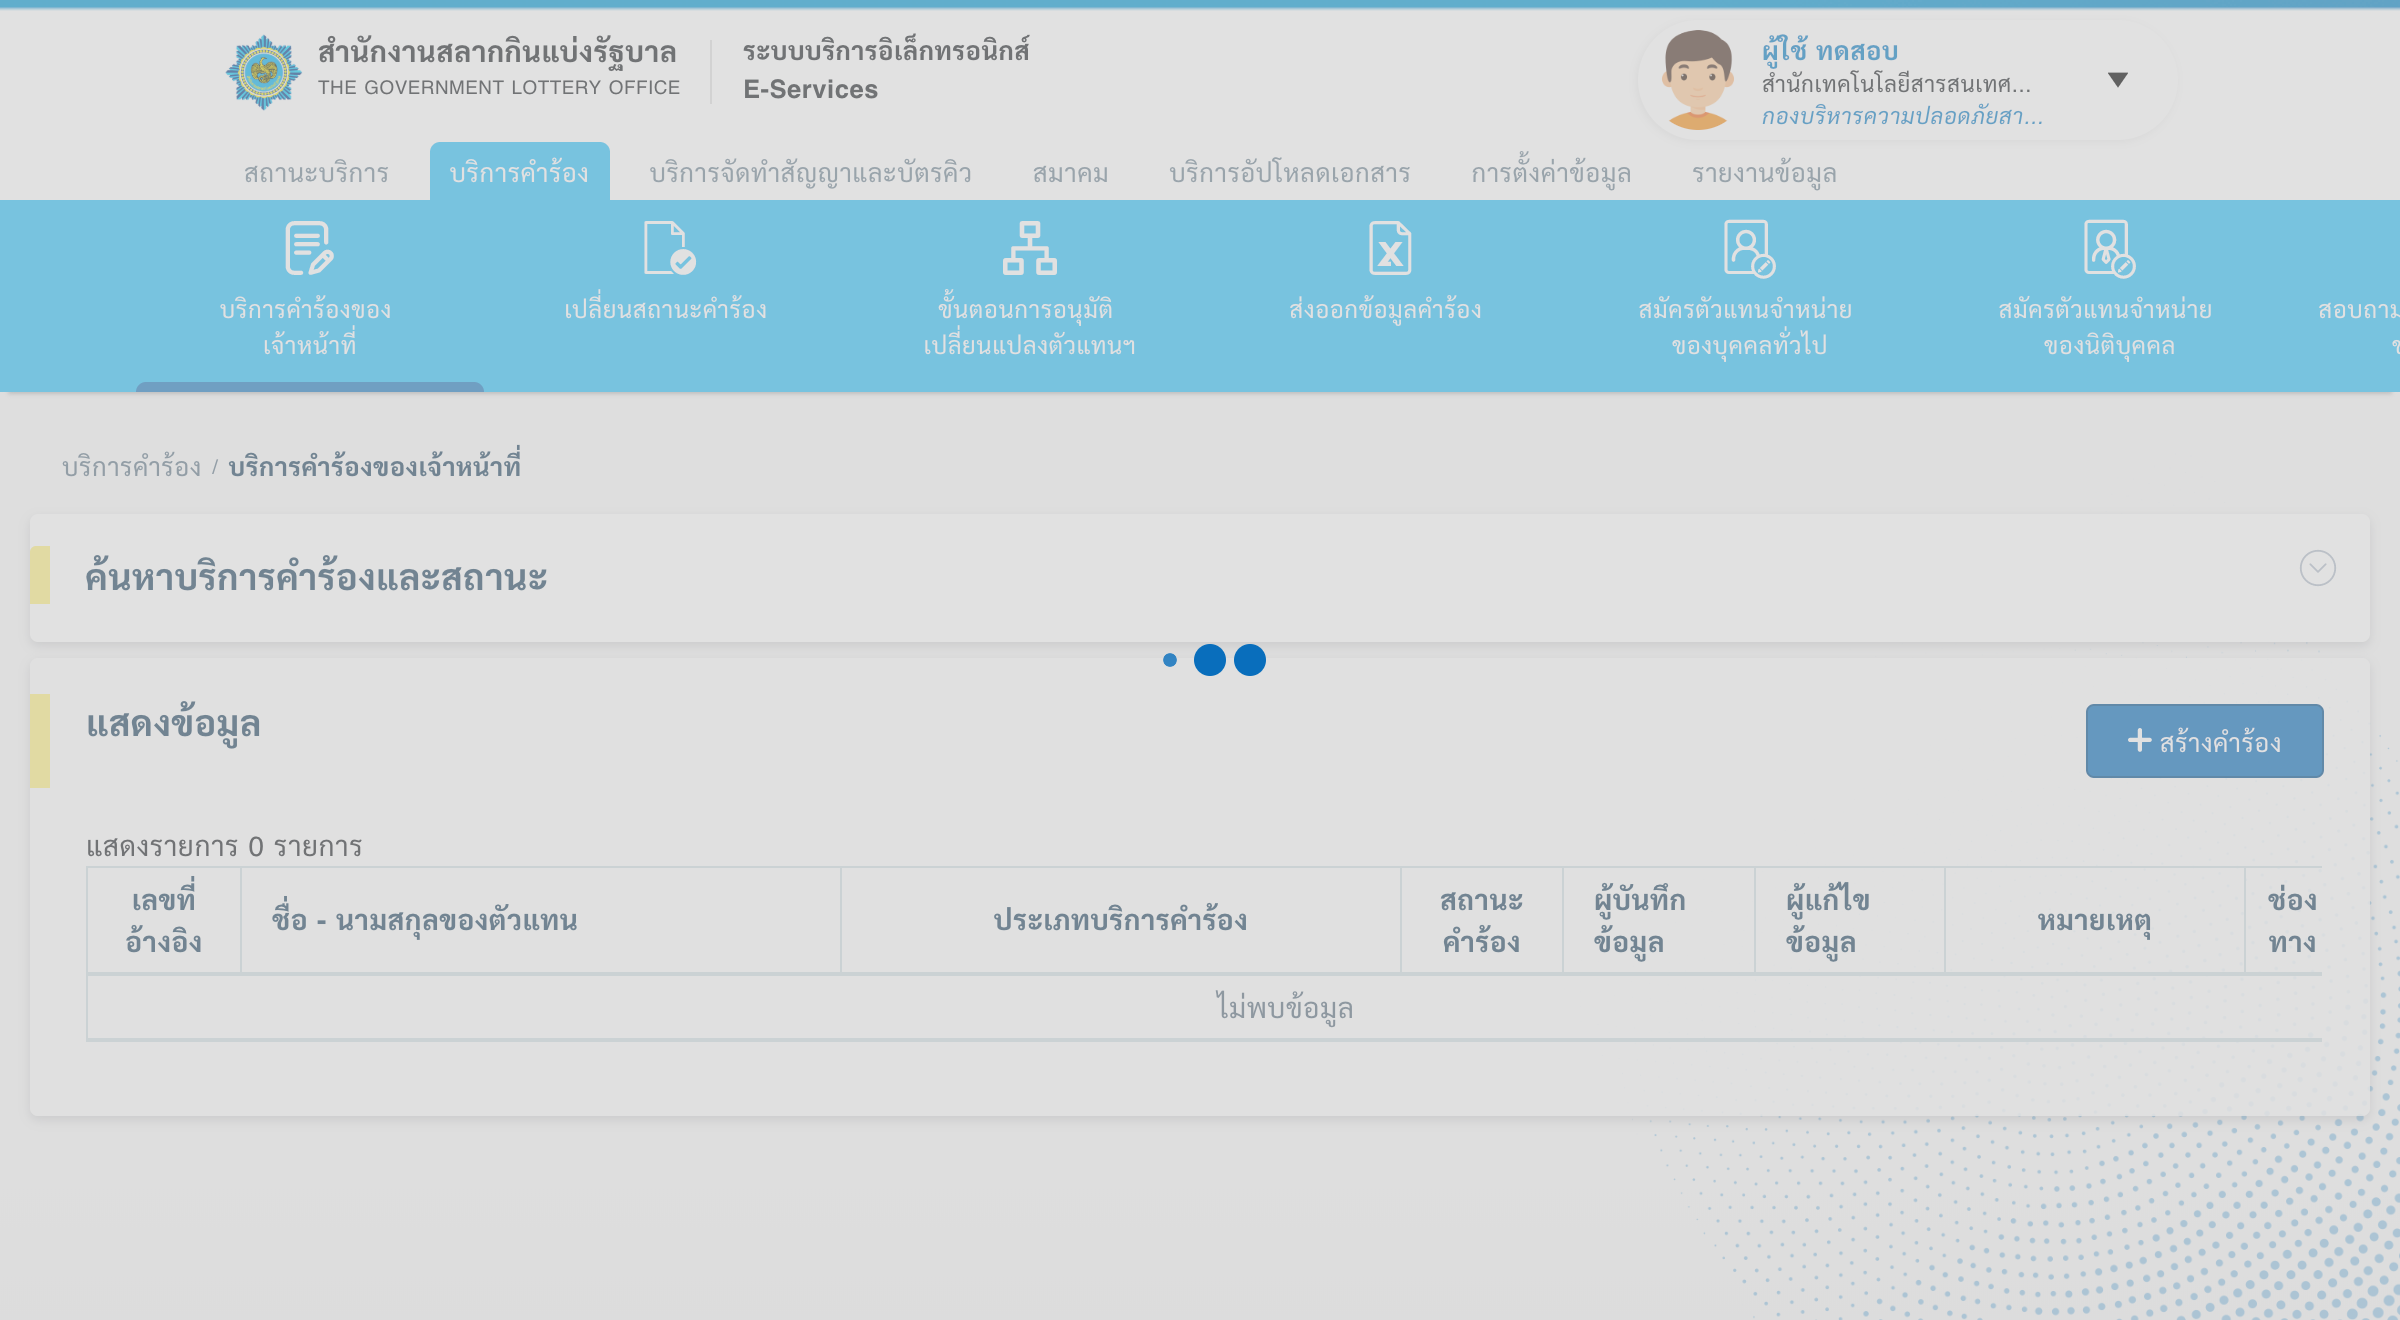 สำนักงานสลากกินแบ่งรัฐบาล
THE GOVERNMENT LOTTERY OFFICE
ระบบบริการอิเล็กทรอนิกส์
E-Services
ผู้ใช้ ทดสอบ
สำนักเทคโนโลยีสารสนเทศ...
กองบริหารความปลอดภัยสา...
สถานะบริการ
บริการคำร้อง
บริการจัดทำสัญญาและบัตรคิว
สมาคม
บริการอัปโหลดเอกสาร
การตั้งค่าข้อมูล
รายงานข้อมูล
บริการคำร้องของ
เจ้าหน้าที่
เปลี่ยนสถานะคำร้อง
ขั้นตอนการอนุมัติ
เปลี่ยนแปลงตัวแทนฯ
ส่งออกข้อมูลคำร้อง
สมัครตัวแทนจำหน่าย
ของบุคคลทั่วไป
สมัครตัวแทนจำหน่าย
ของนิติบุคคล
สอบถาม
บริการคำร้อง / บริการคำร้องของเจ้าหน้าที่
ค้นหาบริการคำร้องและสถานะ
แสดงข้อมูล
+ สร้างคำร้อง
แสดงรายการ 0 รายการ
เลขที่
อ้างอิง
ชื่อ - นามสกุลของตัวแทน
ประเภทบริการคำร้อง
สถานะ
คำร้อง
ผู้บันทึก
ข้อมูล
ผู้แก้ไข
ข้อมูล
หมายเหตุ
ช่อง
ทาง
ไม่พบข้อมูล